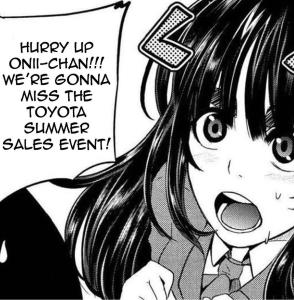 HURRY UP
ONII-CHAN!!!
WE'RE GONNA
MISS THE
TOYOTA
SUMMER
SALES EVENT!